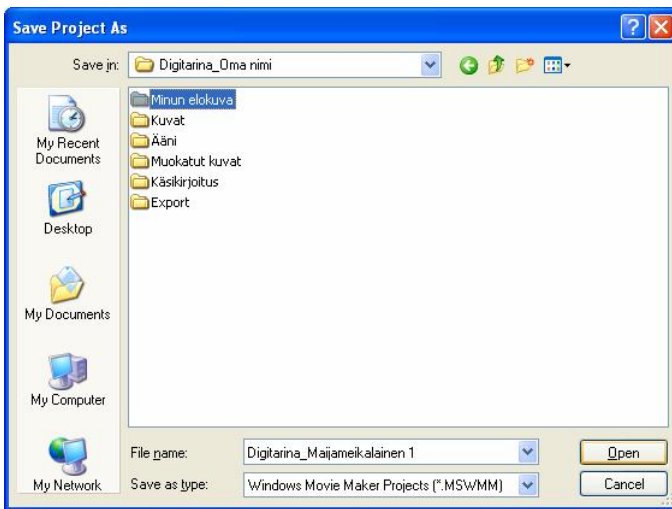 Save Project As
Save in:
Digitarina_Oma nimi
My Recent
Documents
Desktop
My Documents
My Computer
My Network
Minun elokuva
Kuvat
Ääni
Muokatut kuvat
Käsikirjoitus
Export
File name:
Digitarina_Maijameikalainen 1
Open
Save as type:
Windows Movie Maker Projects (*.MSWMM)
Cancel